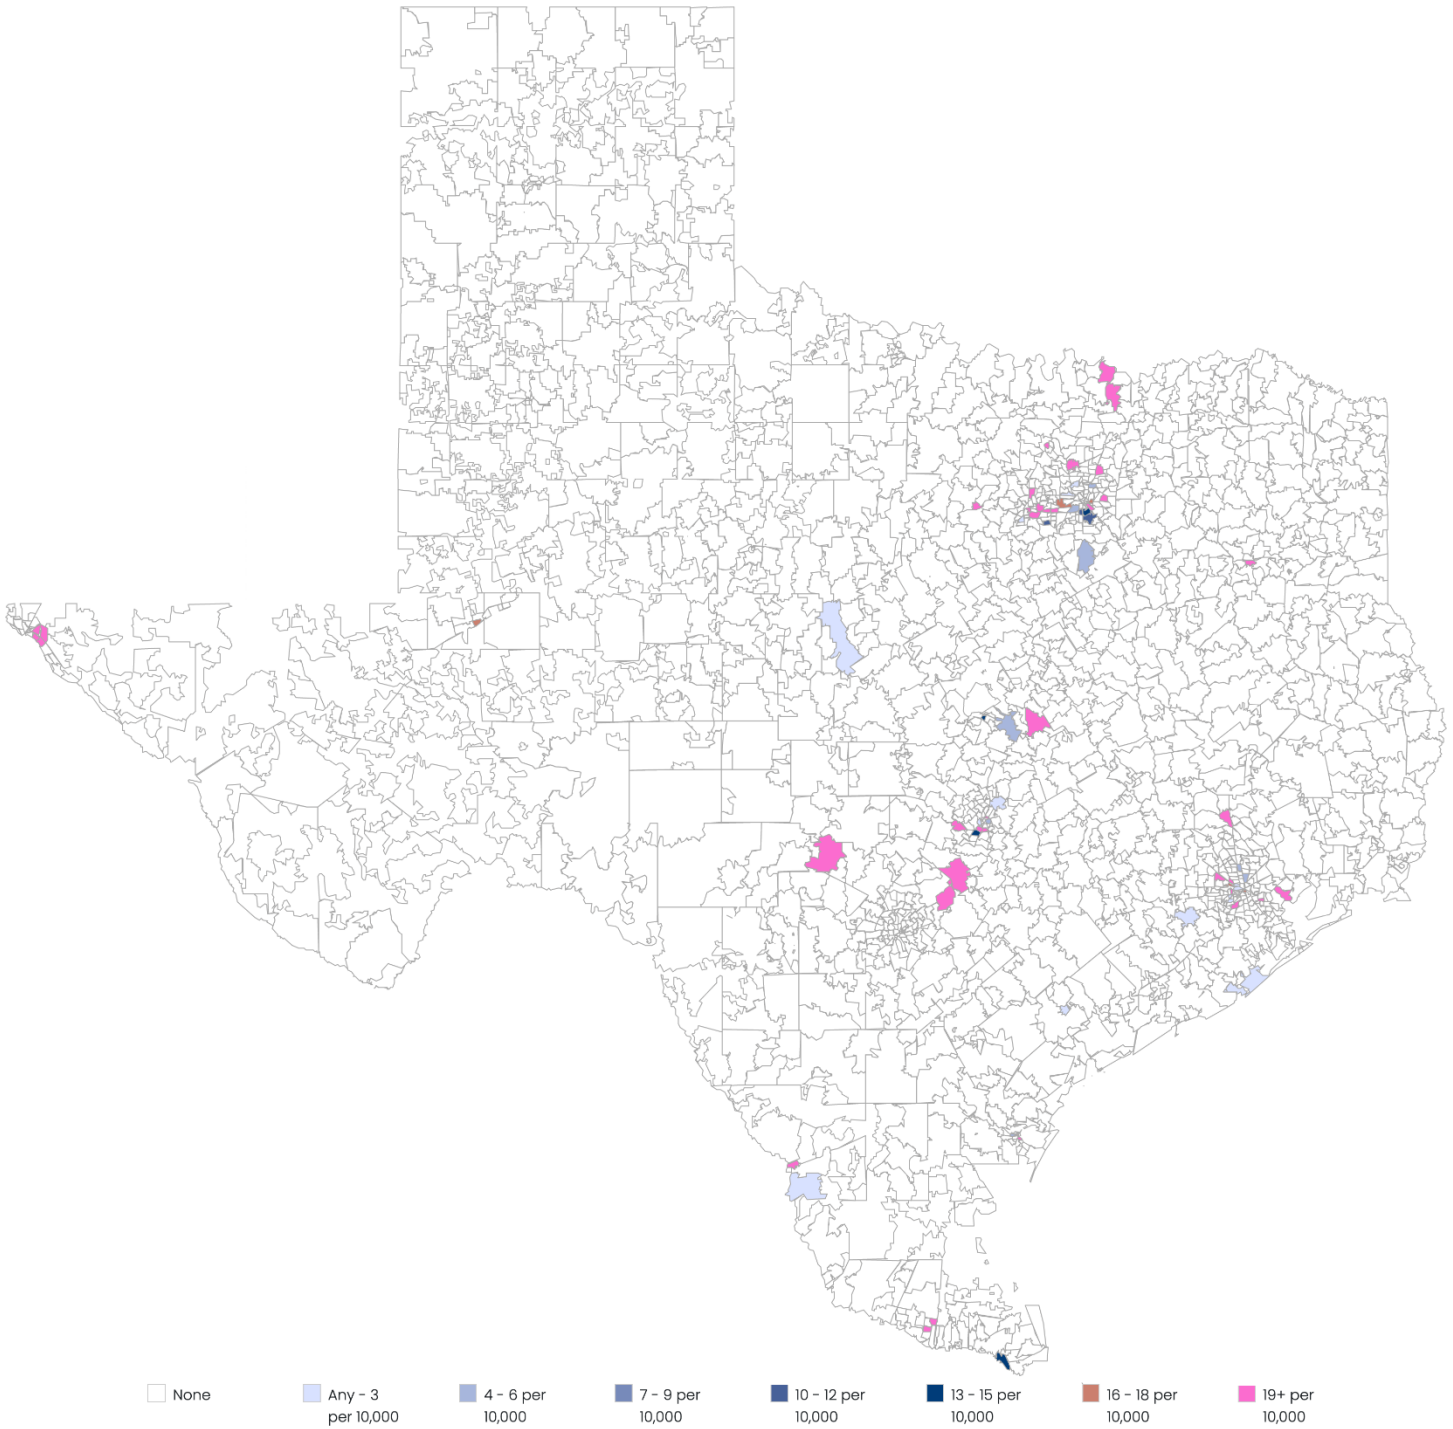 None
Any - 3
per 10,000
4 - 6 per
10,000
7 - 9 per
10,000
10 - 12 per
10,000
13 - 15 per
10,000
16 - 18 per
10,000
19+ per
10,000